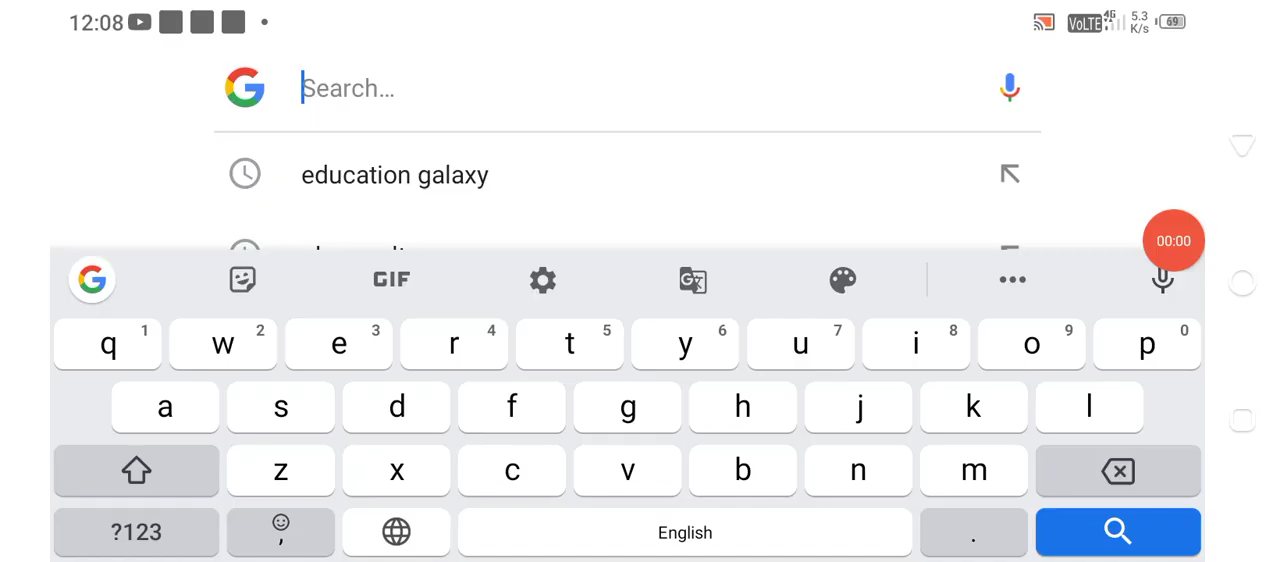 12:08 VoLTE 4G 5.3 K/s 69
Search...
education galaxy
00:00
GIF
q 1 w 2 e 3 r 4 t 5 y 6 u 7 i 8 o 9 p 0
a s d f g h j k l
z x c v b n m
?123 , English .